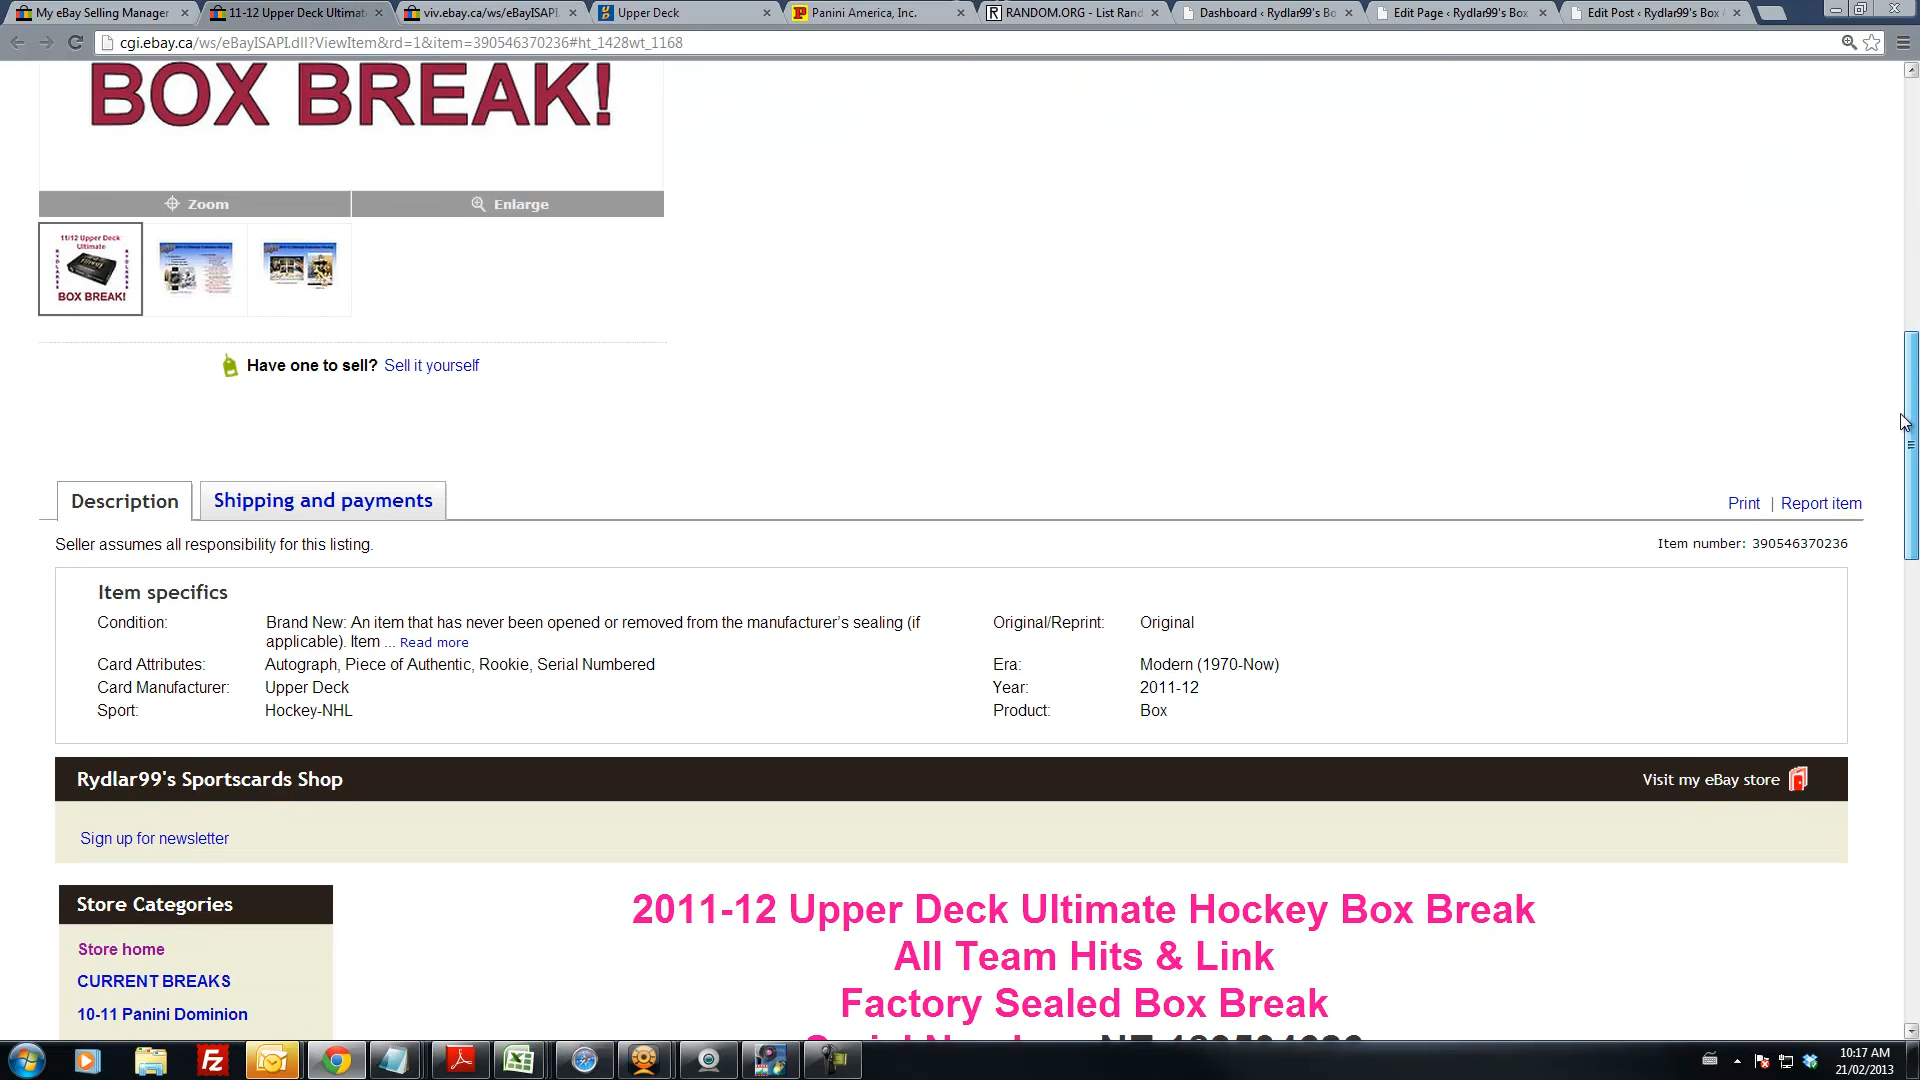 My eBay Selling Manager
11-12 Upper Deck Ultimat
viv.ebay.ca/ws/eBayISAPI.
Upper Deck
Panini America, Inc.
RANDOM.ORG - List Ran
Dashboard ‹ Rydlar99's Bo
Edit Page ‹ Rydlar99's Box
Edit Post ‹ Rydlar99's Box
cgi.ebay.ca/ws/eBayISAPI.dll?ViewItem&rd=1&item=390546370236#ht_1428wt_1168
BOX BREAK!
Zoom
Enlarge
11/12 Upper Deck
Ultimate
BOX BREAK!
Have one to sell? Sell it yourself
Description
Shipping and payments
Print | Report item
Seller assumes all responsibility for this listing.
Item number: 390546370236
Item specifics
Condition: Brand New: An item that has never been opened or removed from the manufacturer's sealing (if
applicable). Item ... Read more
Original/Reprint: Original
Card Attributes: Autograph, Piece of Authentic, Rookie, Serial Numbered
Era: Modern (1970-Now)
Card Manufacturer: Upper Deck
Year: 2011-12
Sport: Hockey-NHL
Product: Box
Rydlar99's Sportscards Shop
Visit my eBay store
Sign up for newsletter
Store Categories
Store home
CURRENT BREAKS
10-11 Panini Dominion
2011-12 Upper Deck Ultimate Hockey Box Break
All Team Hits & Link
Factory Sealed Box Break
10:17 AM
21/02/2013